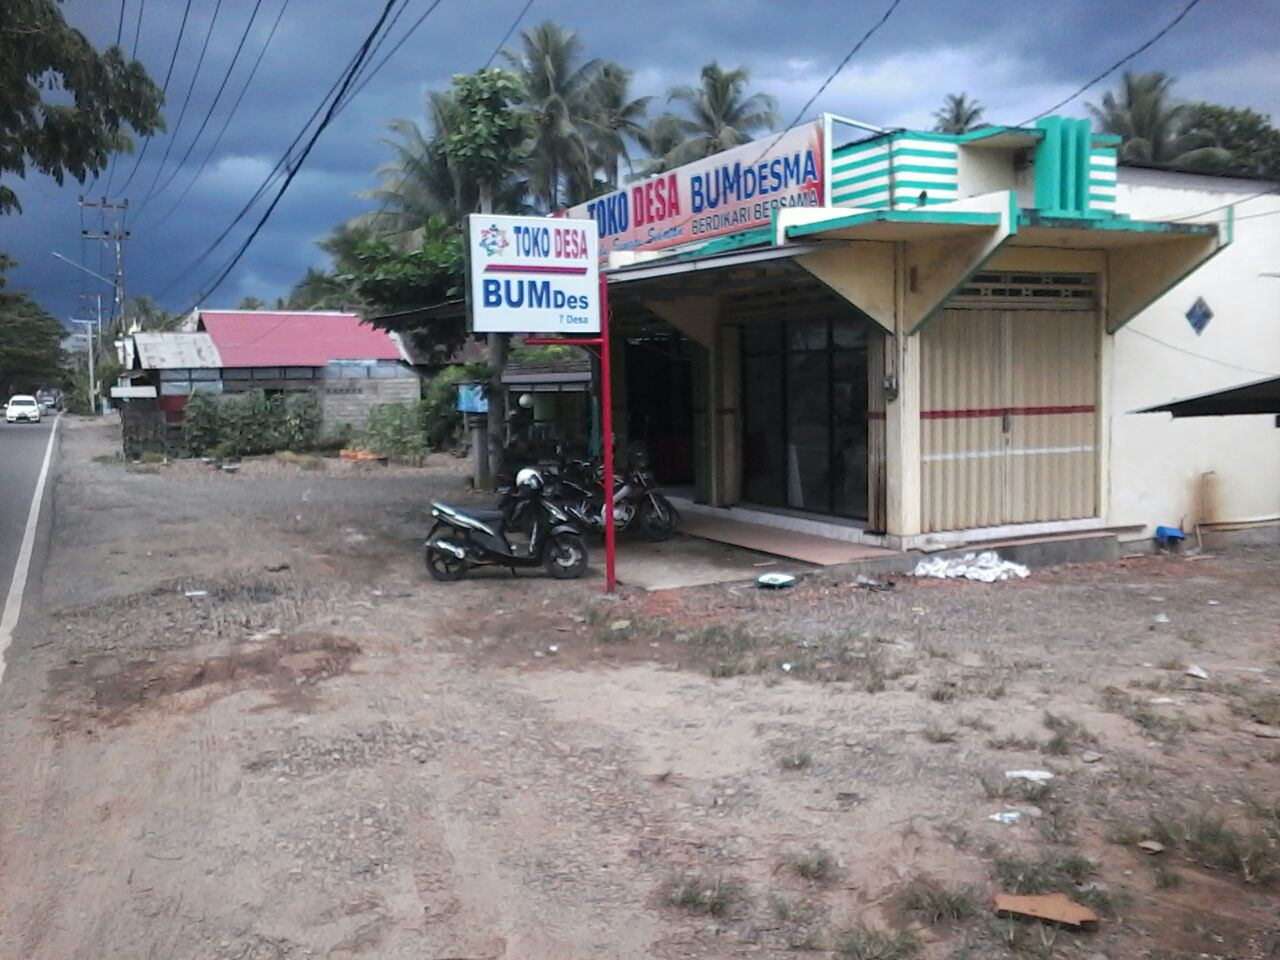 TOKO DESA
BUMDes
7 Desa
TOKO DESA BUMDESMA
BERDIKARI BERSAMA